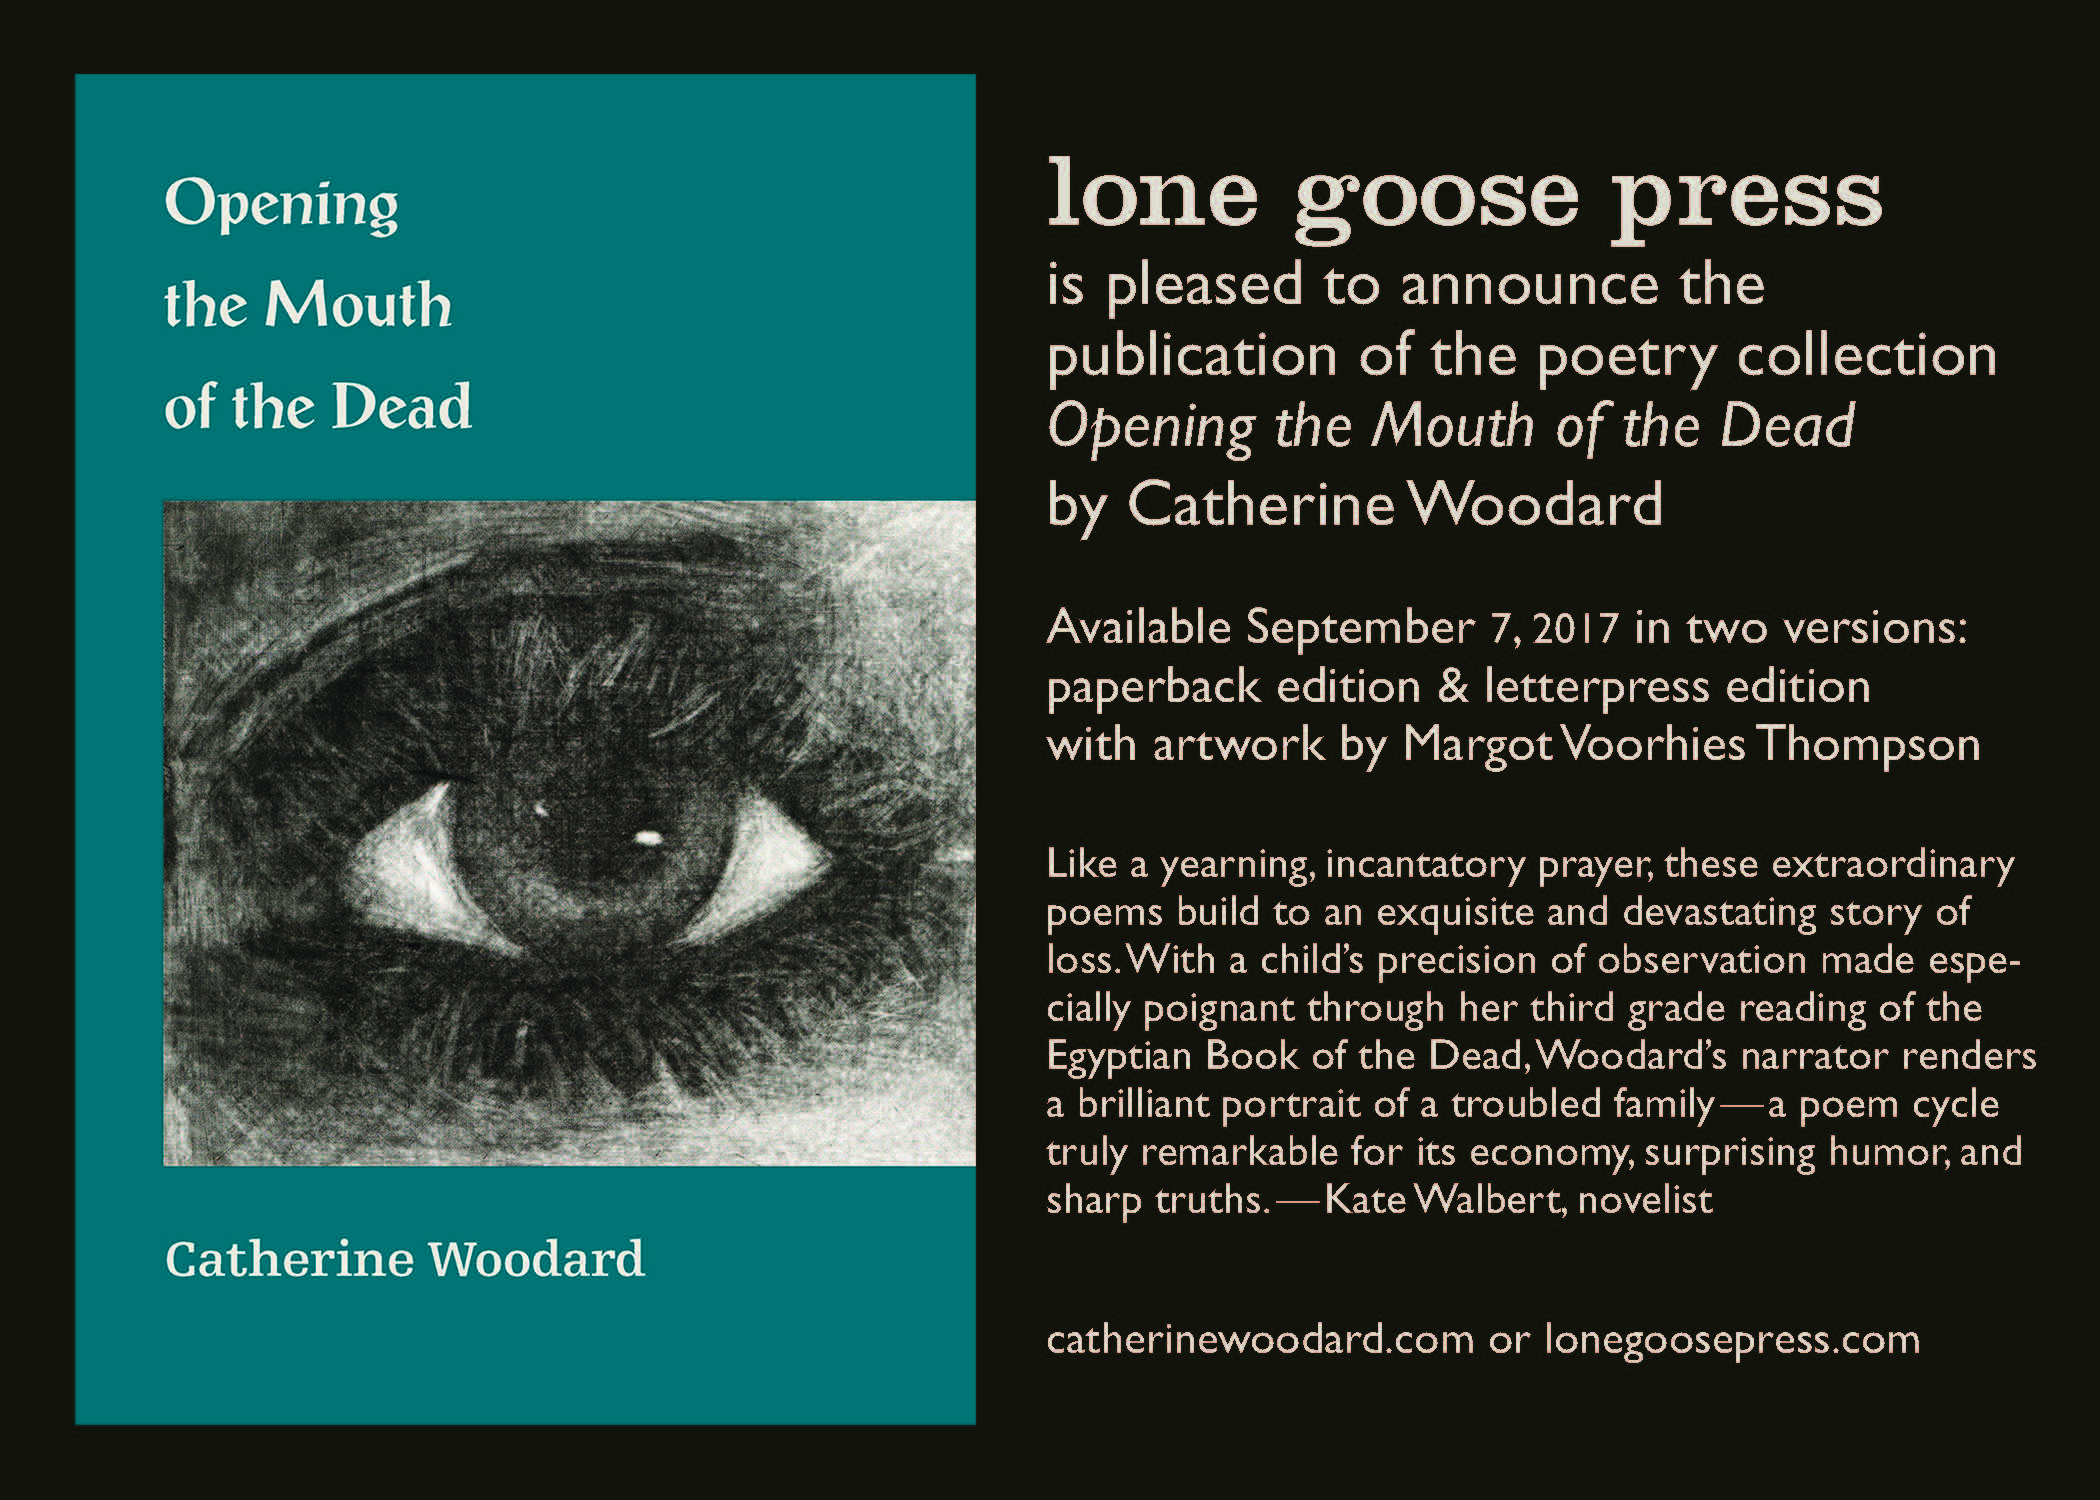 Opening
the Mouth
of the Dead
Catherine Woodard
lone goose press
is pleased to announce the
publication of the poetry collection
Opening the Mouth of the Dead
by Catherine Woodard
Available September 7, 2017 in two versions:
paperback edition & letterpress edition
with artwork by Margot Voorhies Thompson
Like a yearning, incantatory prayer, these extraordinary
poems build to an exquisite and devastating story of
loss. With a child’s precision of observation made espe-
cially poignant through her third grade reading of the
Egyptian Book of the Dead, Woodard’s narrator renders
a brilliant portrait of a troubled family—a poem cycle
truly remarkable for its economy, surprising humor, and
sharp truths. —Kate Walbert, novelist
catherinewoodard.com or lonegoosepress.com